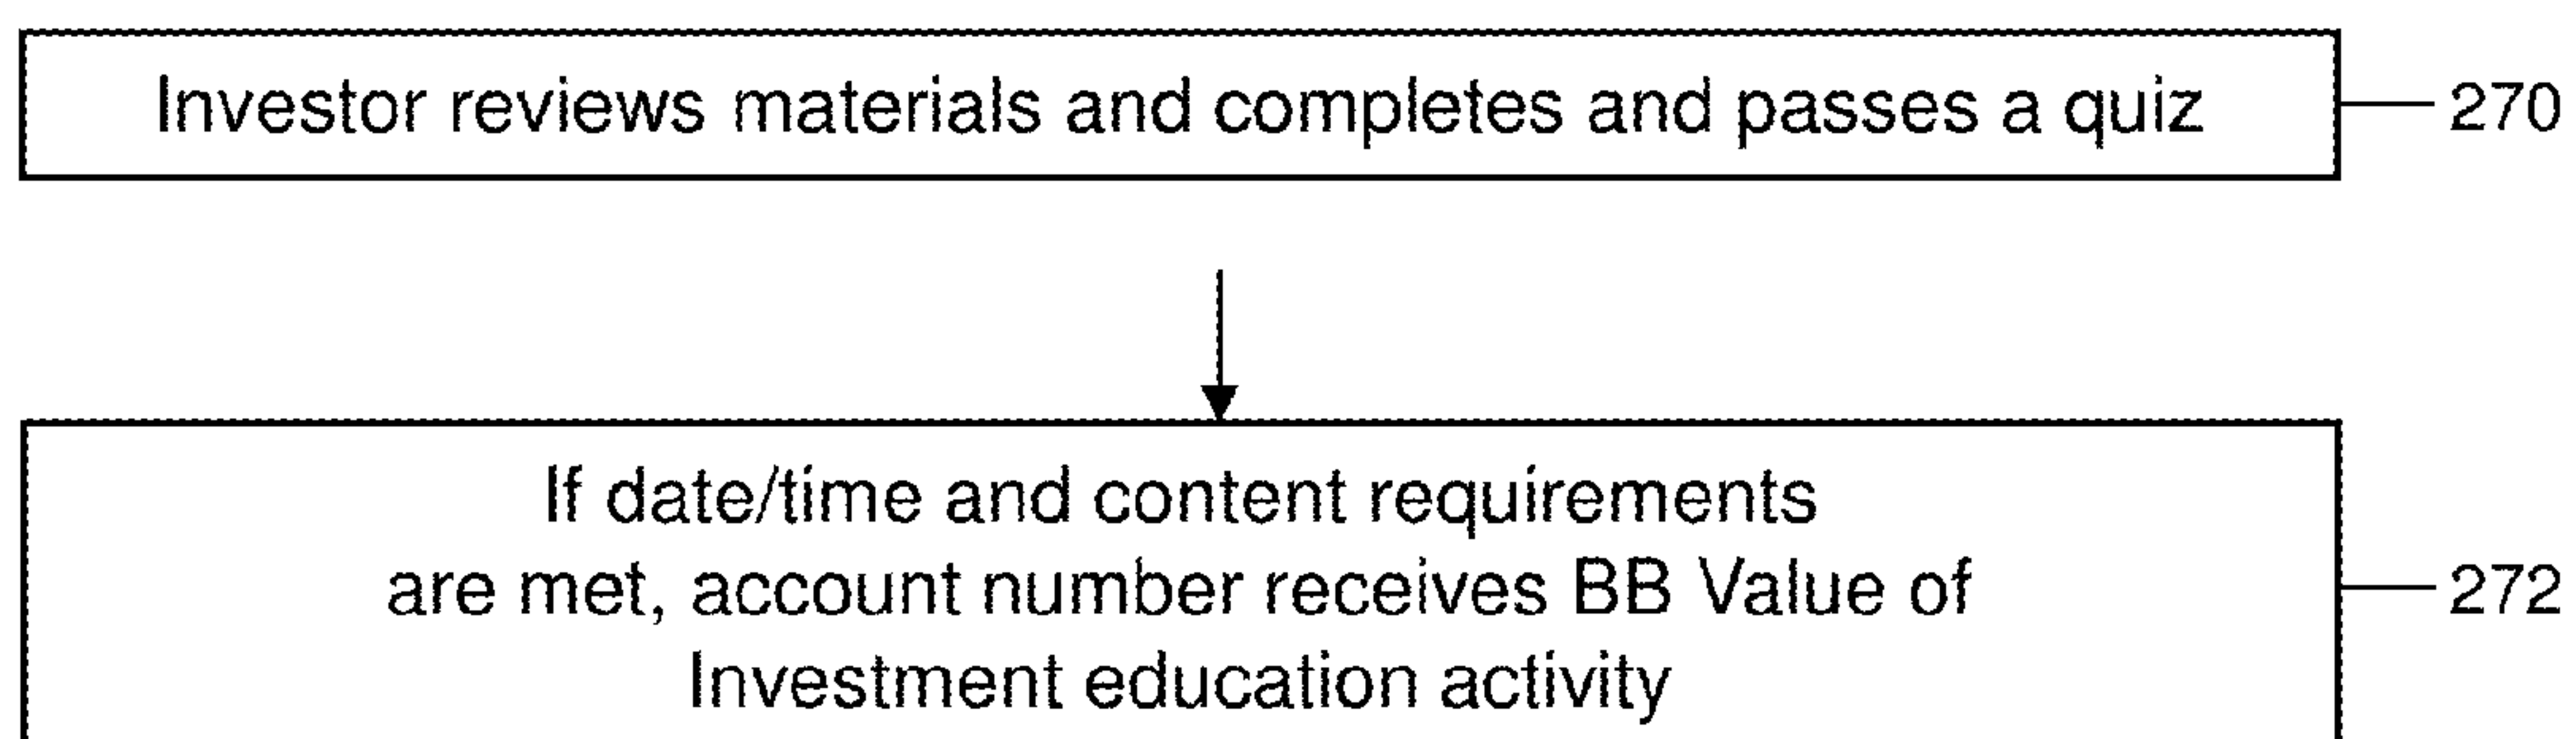 Investor reviews materials and completes and passes a quiz
270
If date/time and content requirements
are met, account number receives BB Value of
272
Investment education activity